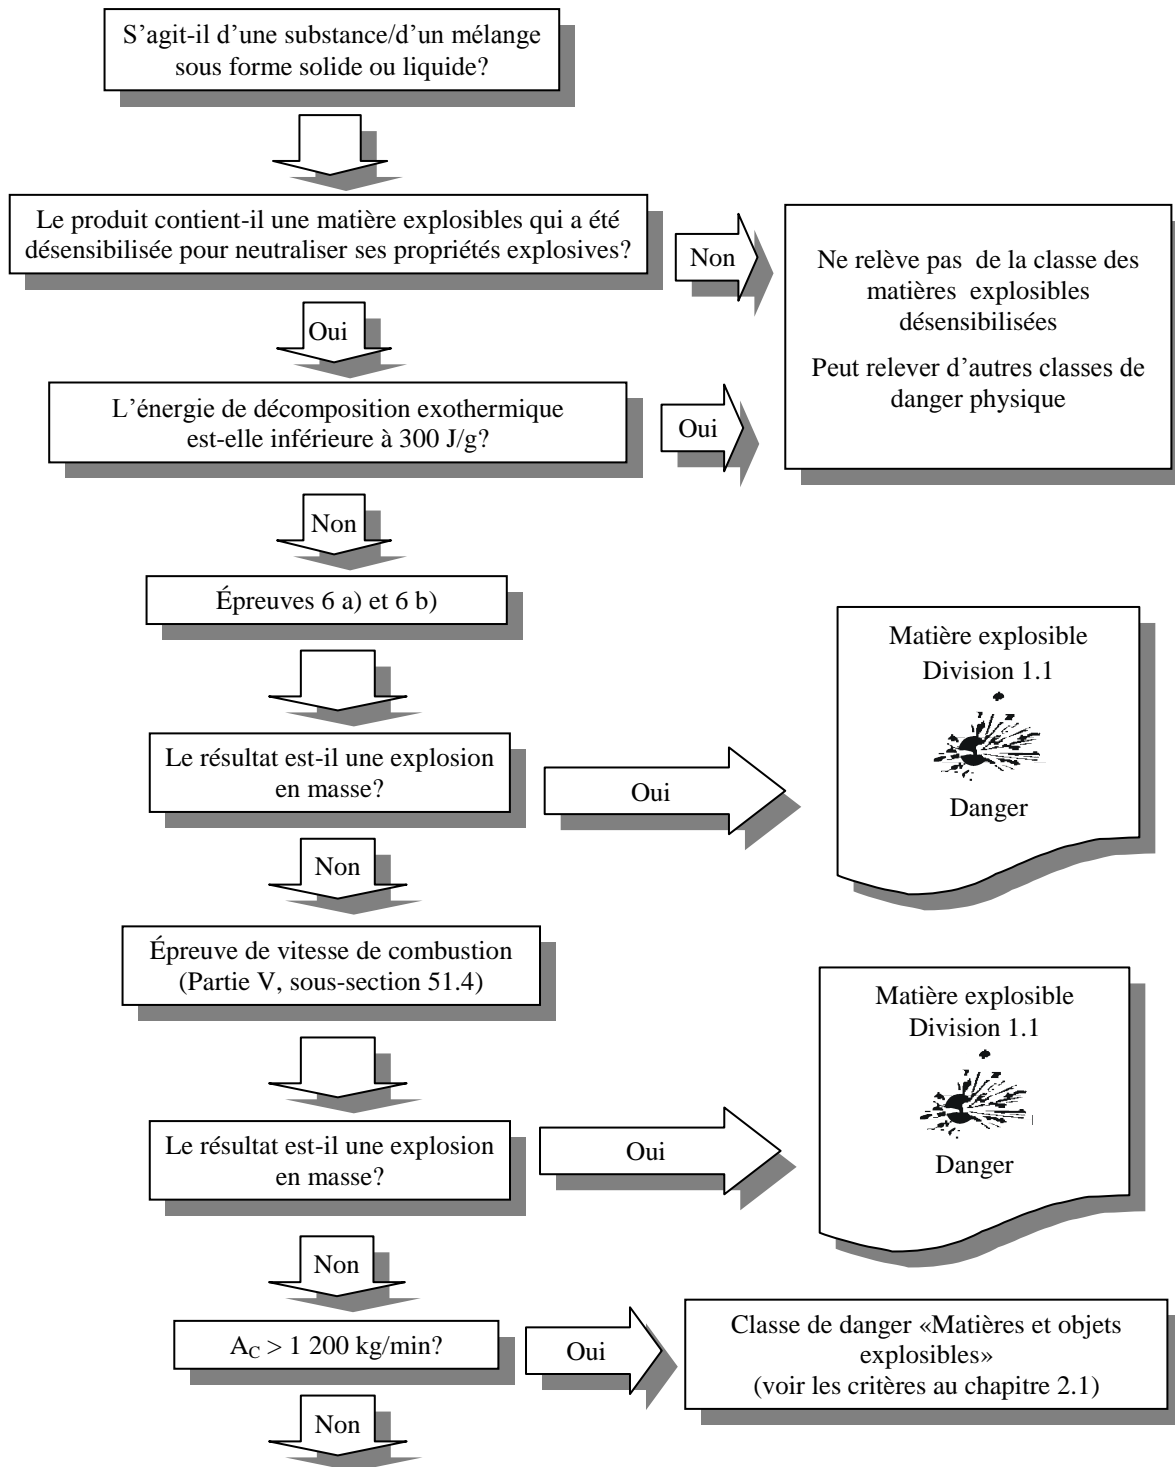 S’agit-il d’une substance/d’un mélange
sous forme solide ou liquide?
Le produit contient-il une matière explosibles qui a été
désensibilisée pour neutraliser ses propriétés explosives?
Non
Ne relève pas de la classe des
matières explosibles
désensibilisées
Peut relever d’autres classes de
danger physique
Oui
L’énergie de décomposition exothermique
est-elle inférieure à 300 J/g?
Oui
Non
Épreuves 6 a) et 6 b)
Matière explosible
Division 1.1
Danger
Le résultat est-il une explosion
en masse?
Oui
Non
Épreuve de vitesse de combustion
(Partie V, sous-section 51.4)
Matière explosible
Division 1.1
Danger
Le résultat est-il une explosion
en masse?
Oui
Non
A_C > 1 200 kg/min?
Oui
Classe de danger «Matières et objets
explosibles»
(voir les critères au chapitre 2.1)
Non